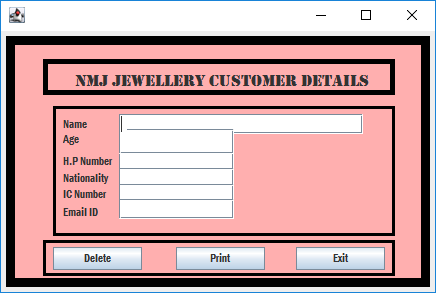 NMJ JEWELLERY CUSTOMER DETAILS
Name
Age
H.P Number
Nationality
IC Number
Email ID
Delete Print Exit